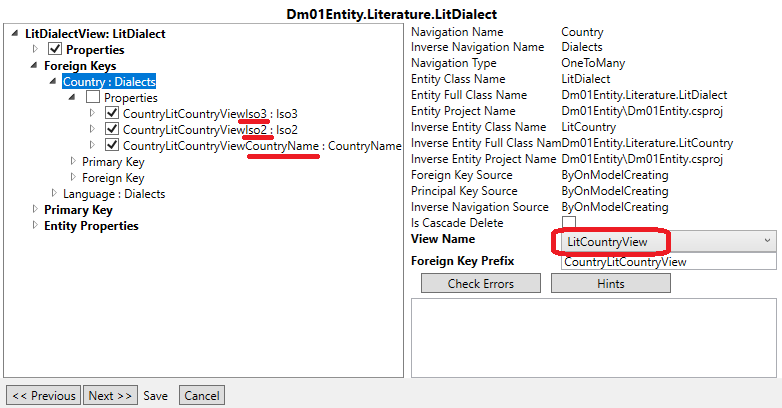 Dm01Entity.Literature.LitDialect
LitDialectView: LitDialect
Properties
Foreign Keys
Country : Dialects
Properties
CountryLitCountryViewIso3 : Iso3
CountryLitCountryViewIso2 : Iso2
CountryLitCountryViewCountryName : CountryName
Primary Key
Foreign Key
Language : Dialects
Primary Key
Entity Properties
Navigation Name Country
Inverse Navigation Name Dialects
Navigation Type OneToMany
Entity Class Name LitDialect
Entity Full Class Name Dm01Entity.Literature.LitDialect
Entity Project Name Dm01Entity\Dm01Entity.csproj
Inverse Entity Class Name LitCountry
Inverse Entity Full Class Nam Dm01Entity.Literature.LitCountry
Inverse Entity Project Name Dm01Entity\Dm01Entity.csproj
Foreign Key Source ByOnModelCreating
Principal Key Source ByOnModelCreating
Inverse Navigation Source ByOnModelCreating
Is Cascade Delete
View Name LitCountryView
Foreign Key Prefix CountryLitCountryView
Check Errors Hints
<< Previous Next >> Save Cancel